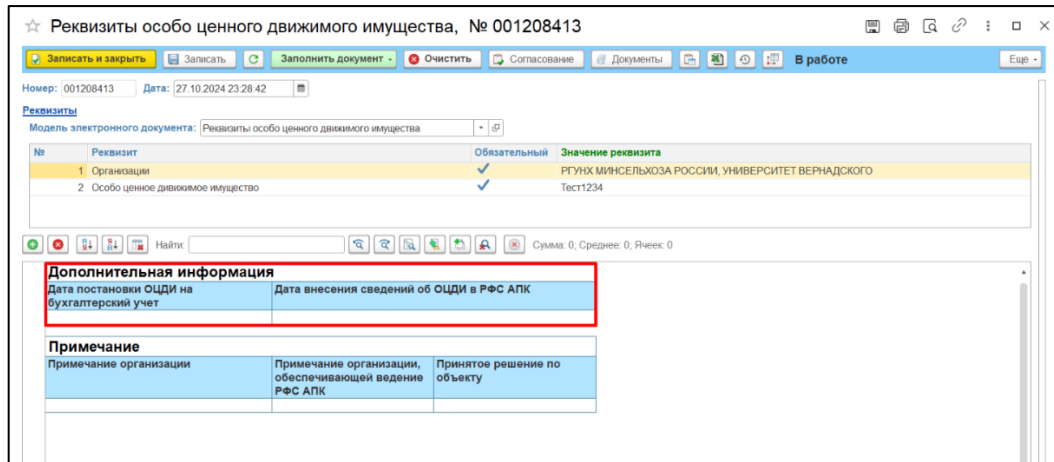 Реквизиты особо ценного движимого имущества, № 001208413
Записать и закрыть Записать Заполнить документ Очистить Согласование Документы В работе Еще
Номер: 001208413 Дата: 27.10.2024 23:28:42
Реквизиты
Модель электронного документа: Реквизиты особо ценного движимого имущества
№ Реквизит Обязательный Значение реквизита
1 Организации РГУНХ МИНСЕЛЬХОЗА РОССИИ, УНИВЕРСИТЕТ ВЕРНАДСКОГО
2 Особо ценное дивижимое имущество Тест1234
Найти: Сумма: 0; Среднее: 0; Ячеек: 0
Дополнительная информация
Дата постановки ОЦДИ на Дата внесения сведений об ОЦДИ в РФС АПК
бухгалтерский учет
Примечание
Примечание организации Примечание организации, Принятое решение по
обеспечивающей ведение объекту
РФС АПК